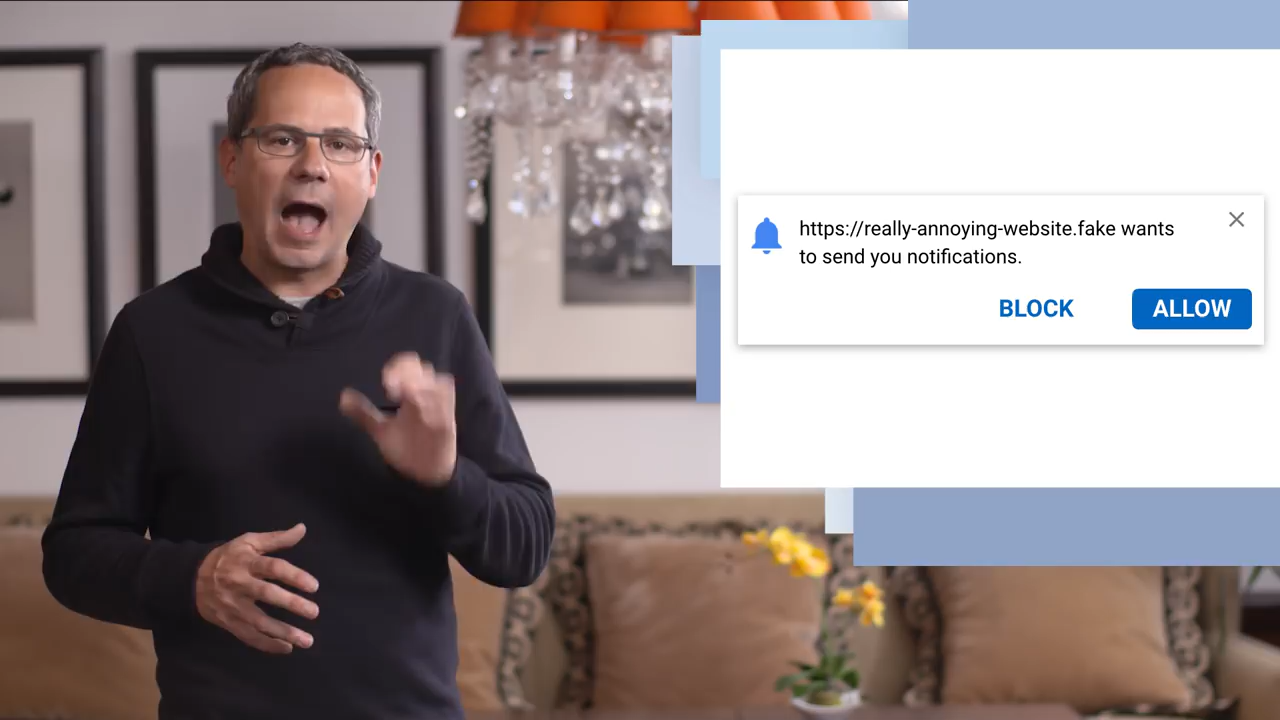 https://really-annoying-website.fake wants
to send you notifications.
BLOCK
ALLOW